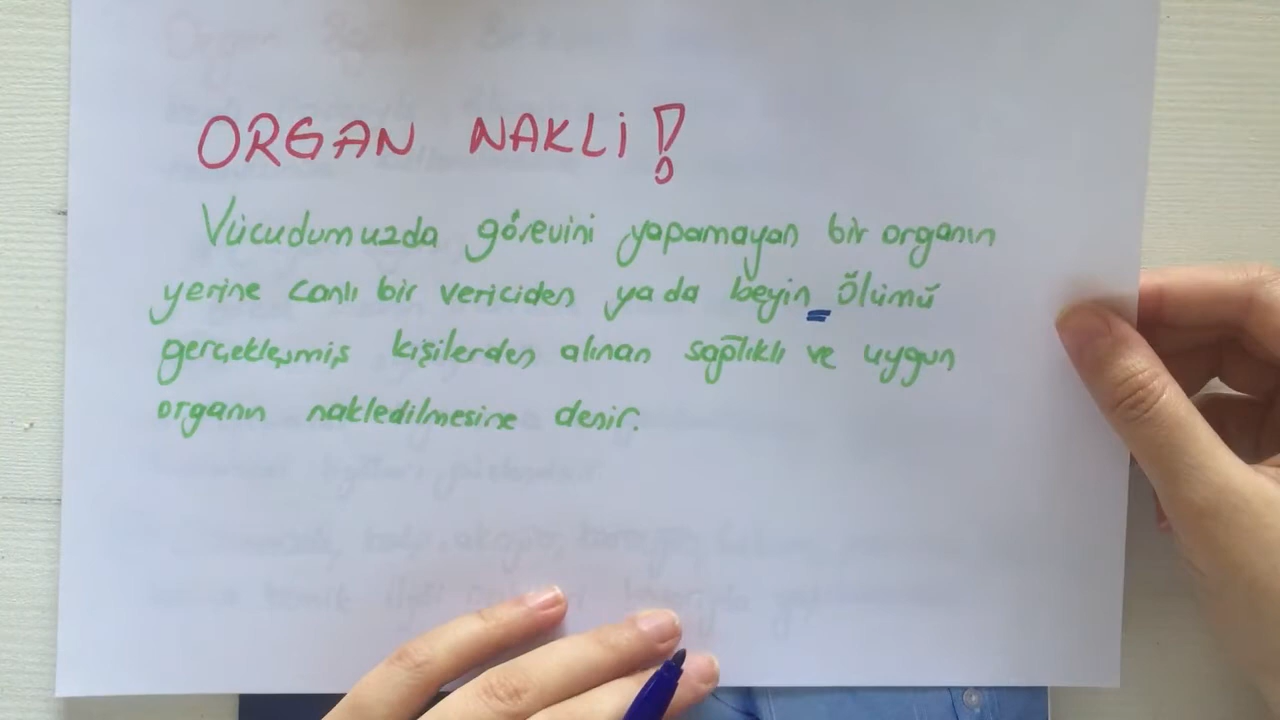 ORGAN NAKLİ!
Vücudumuzda görevini yapamayan bir organın
yerine canlı bir vericiden ya da beyin ölümü
gerçekleşmiş kişilerden alınan sağlıklı ve uygun
organın nakledilmesine denir.